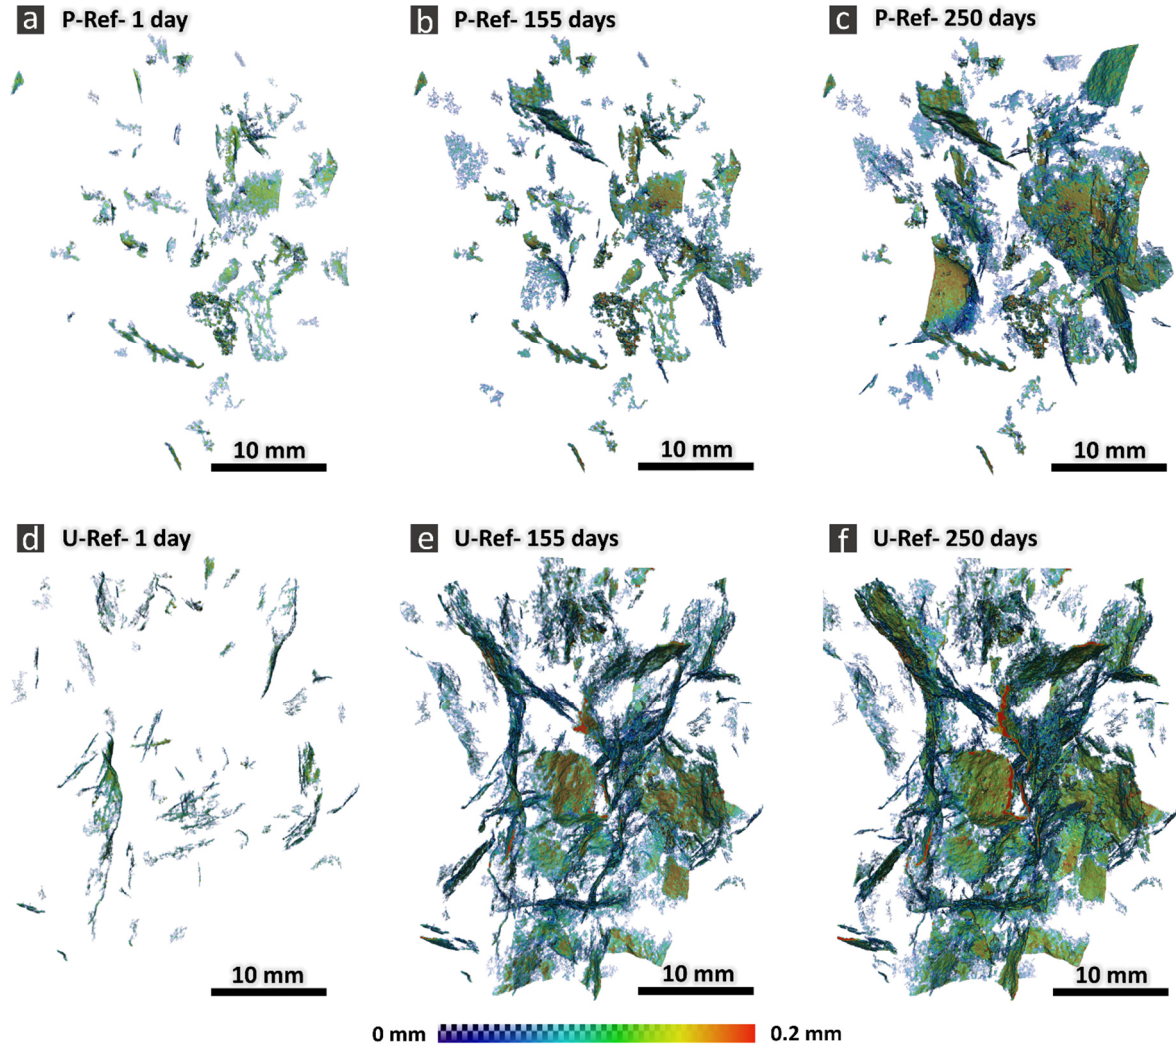 a P-Ref- 1 day
b P-Ref- 155 days
c P-Ref- 250 days
10 mm
10 mm
10 mm
d U-Ref- 1 day
e U-Ref- 155 days
f U-Ref- 250 days
10 mm
10 mm
10 mm
0 mm
0.2 mm